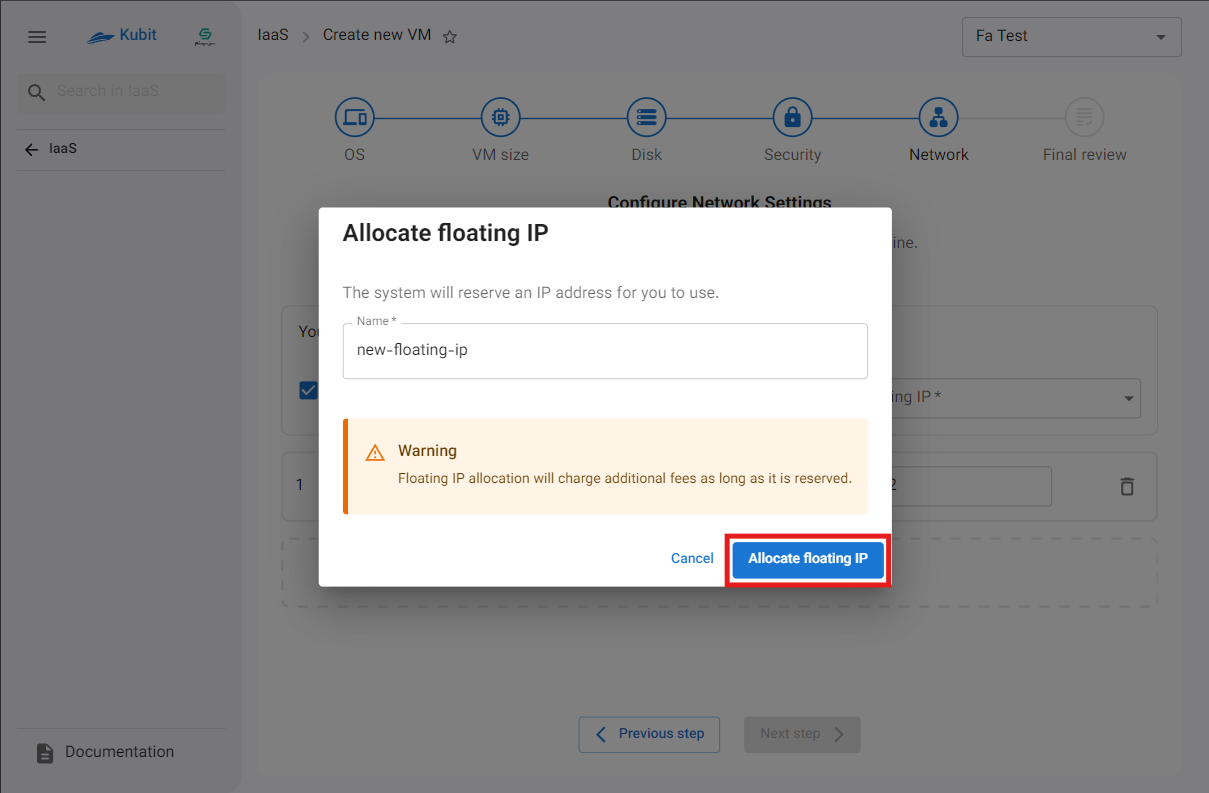 Kubit
IaaS
Create new VM
Fa Test
Search in IaaS
IaaS
OS
VM size
Disk
Security
Network
Final review
Configure Network Settings
ine.
Allocate floating IP
The system will reserve an IP address for you to use.
Name *
new-floating-ip
You
ing IP *
Warning
Floating IP allocation will charge additional fees as long as it is reserved.
1
2
Cancel
Allocate floating IP
Previous step
Next step
Documentation